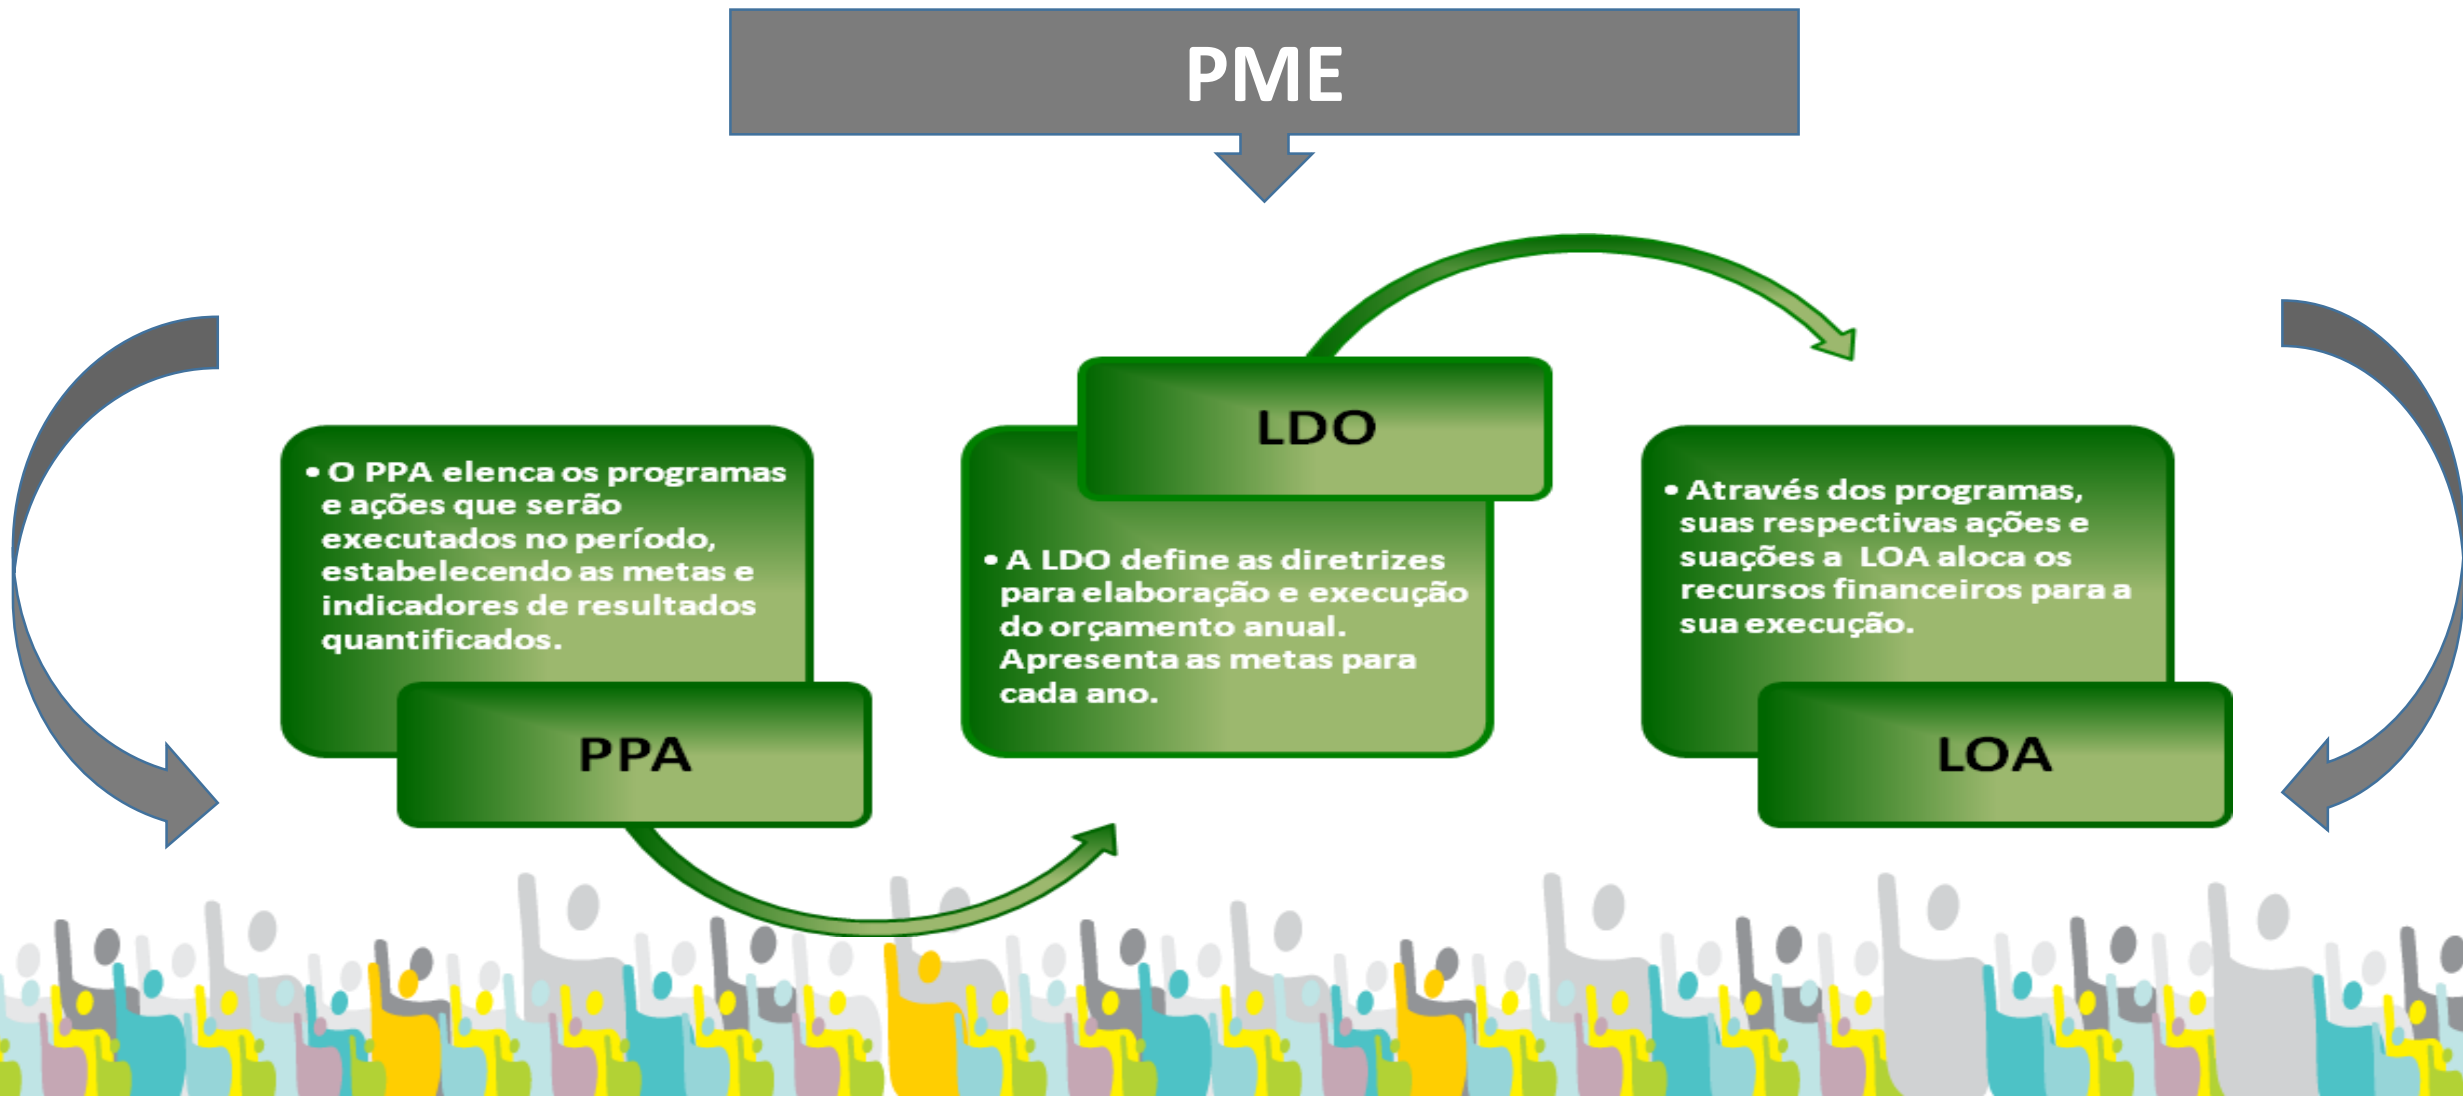 PME
• O PPA elenca os programas
e ações que serão
executados no período,
estabelecendo as metas e
indicadores de resultados
quantificados.
PPA
LDO
• A LDO define as diretrizes
para elaboração e execução
do orçamento anual.
Apresenta as metas para
cada ano.
• Através dos programas,
suas respectivas ações e
suações a LOA aloca os
recursos financeiros para a
sua execução.
LOA